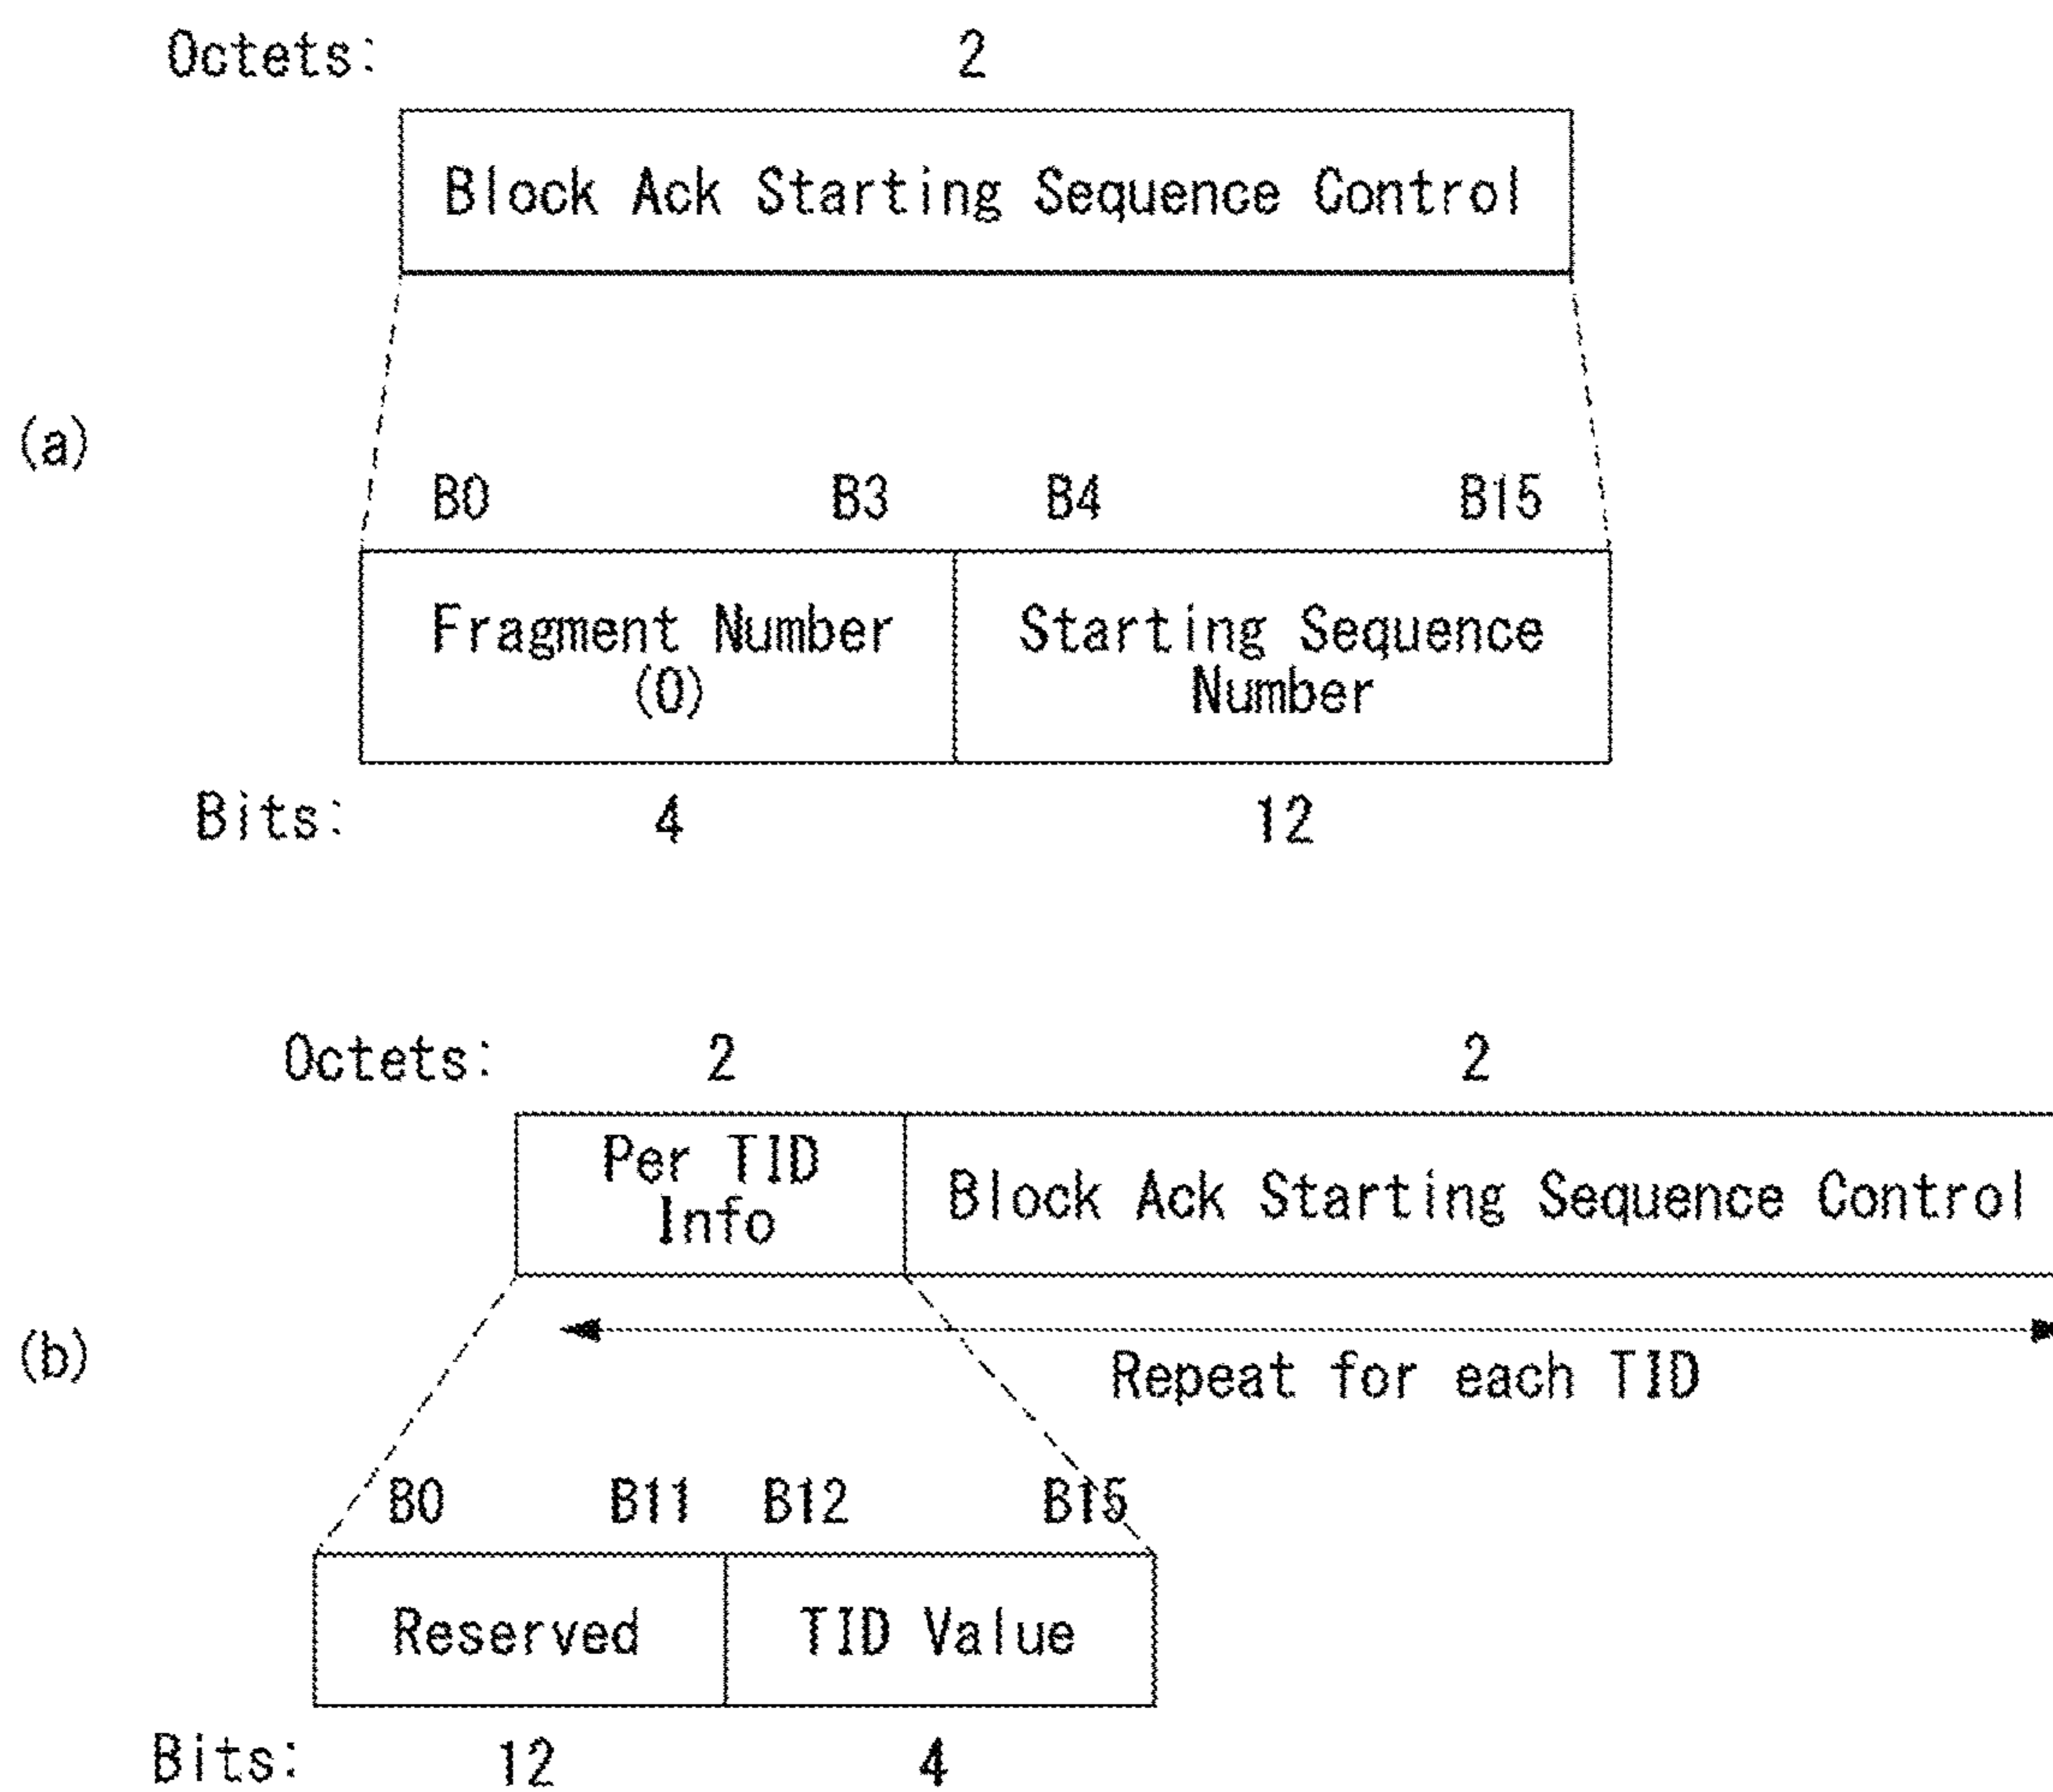 Octets: 2
Block Ack Starting Sequence Control
(a)
B0 B3 B4 B15
Fragment Number
(0)
Starting Sequence
Number
Bits: 4 12
Octets: 2 2
Per TID
Info
Block Ack Starting Sequence Control
(b)
Repeat for each TID
B0 B11 B12 B15
Reserved TID Value
Bits: 12 4